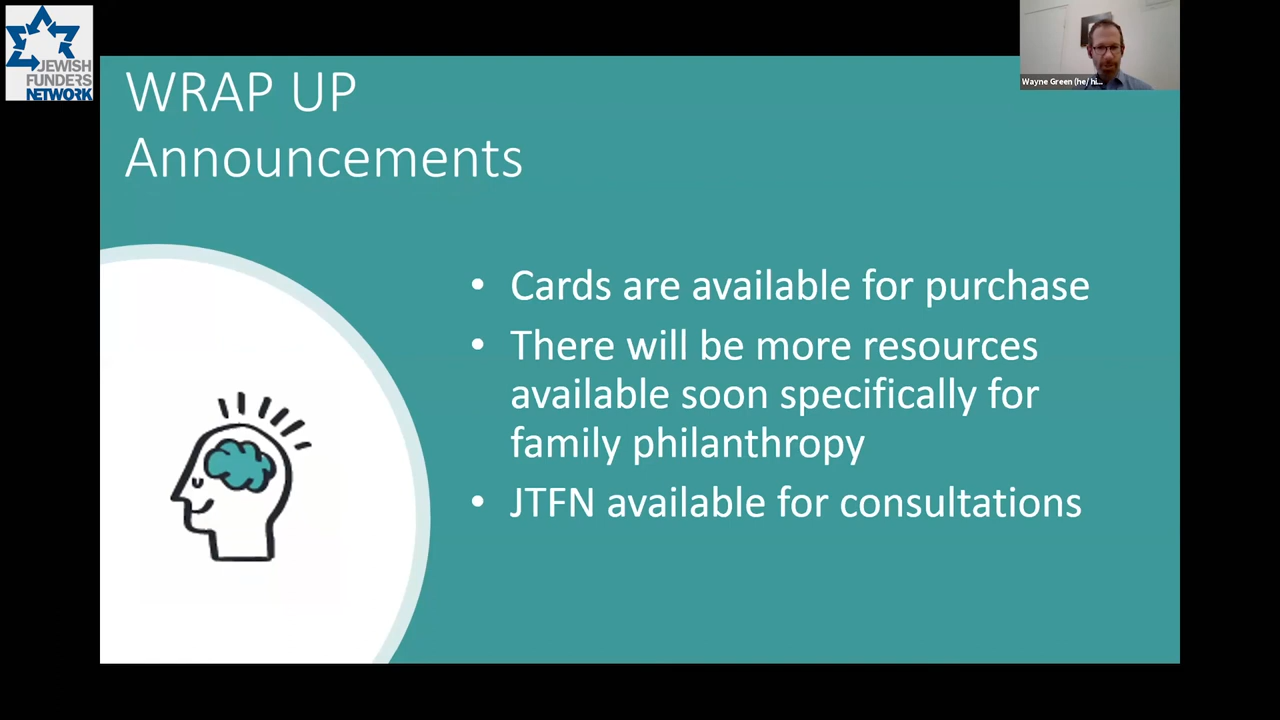 JEWISH
FUNDERS
NETWORK
WRAP UP
Announcements
Wayne Green (he/ hi...
• Cards are available for purchase
• There will be more resources
available soon specifically for
family philanthropy
• JTFN available for consultations